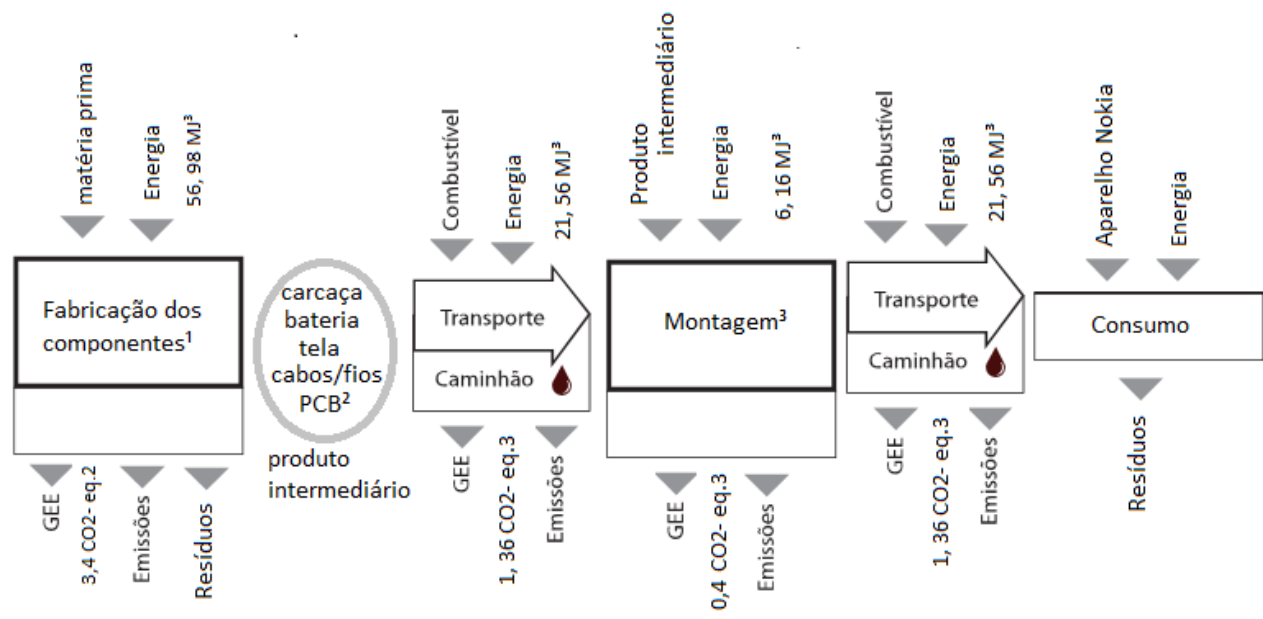 matéria prima
Energia
56, 98 MJ³
Fabricação dos
componentes¹
GEE
3,4 CO2- eq.2
Emissões
Resíduos
carcaça
bateria
tela
cabos/fios
PCB²
produto
intermediário
Combustível
Energia
21, 56 MJ³
Transporte
Caminhão
GEE
1, 36 CO2- eq.3
Emissões
Produto
intermediário
Energia
6, 16 MJ³
Montagem³
GEE
0,4 CO2- eq.3
Emissões
Combustível
Energia
21, 56 MJ³
Transporte
Caminhão
GEE
1, 36 CO2- eq.3
Emissões
Aparelho Nokia
Energia
Consumo
Resíduos